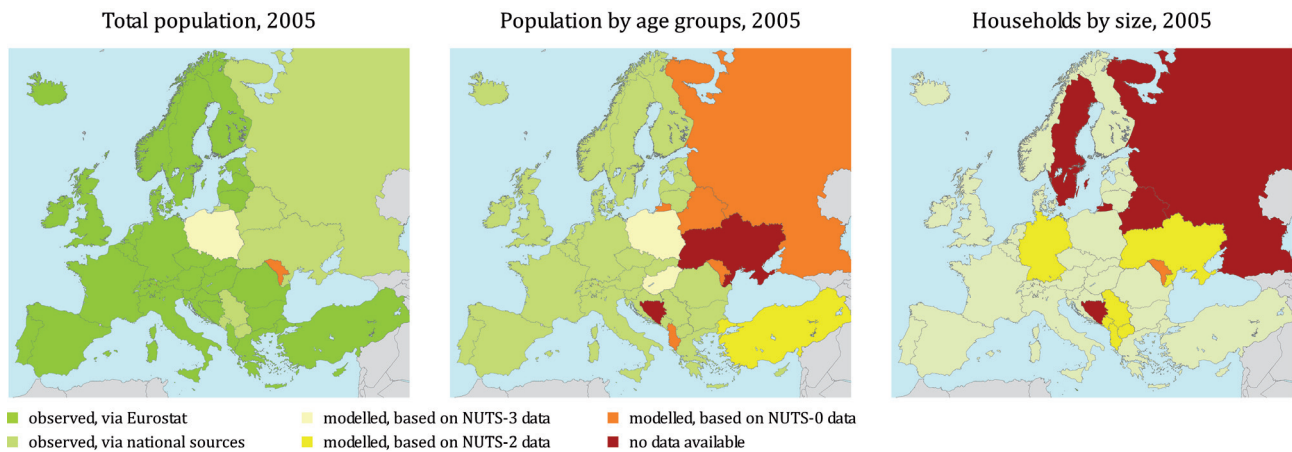 Total population, 2005
Population by age groups, 2005
Households by size, 2005
observed, via Eurostat
modelled, based on NUTS-3 data
modelled, based on NUTS-0 data
observed, via national sources
modelled, based on NUTS-2 data
no data available